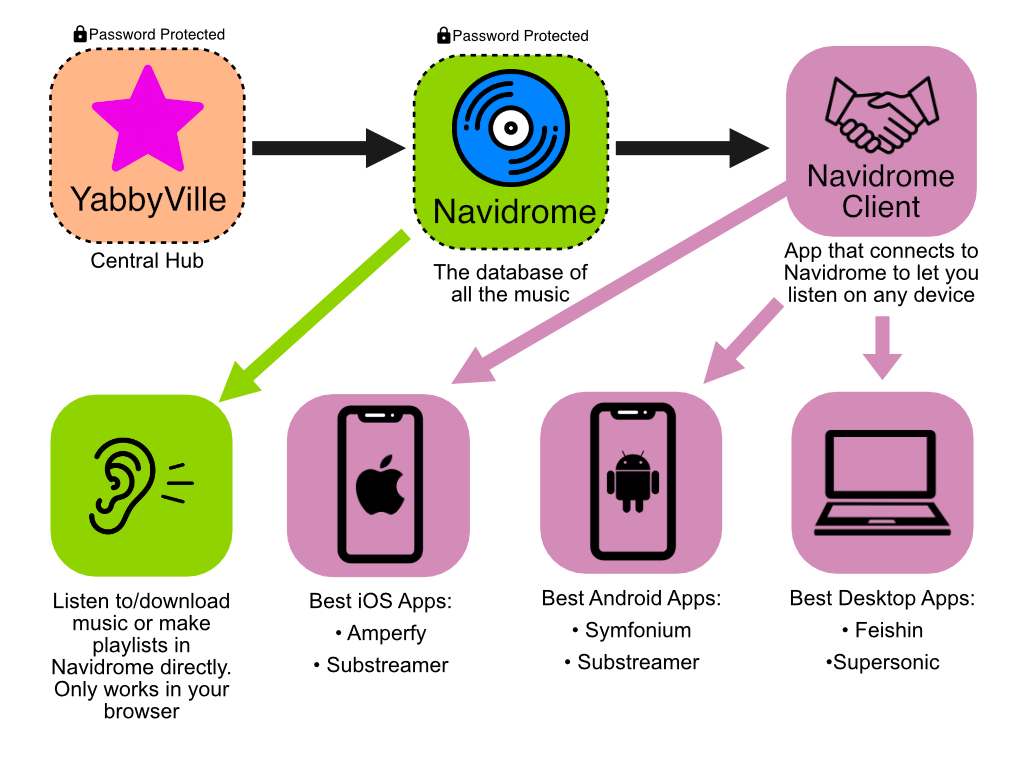 Password Protected
YabbyVille
Central Hub
Password Protected
Navidrome
The database of
all the music
Navidrome
Client
App that connects to
Navidrome to let you
listen on any device
Listen to/download
music or make
playlists in
Navidrome directly.
Only works in your
browser
Best iOS Apps:
• Amperfy
• Substreamer
Best Android Apps:
• Symfonium
• Substreamer
Best Desktop Apps:
• Feishin
•Supersonic